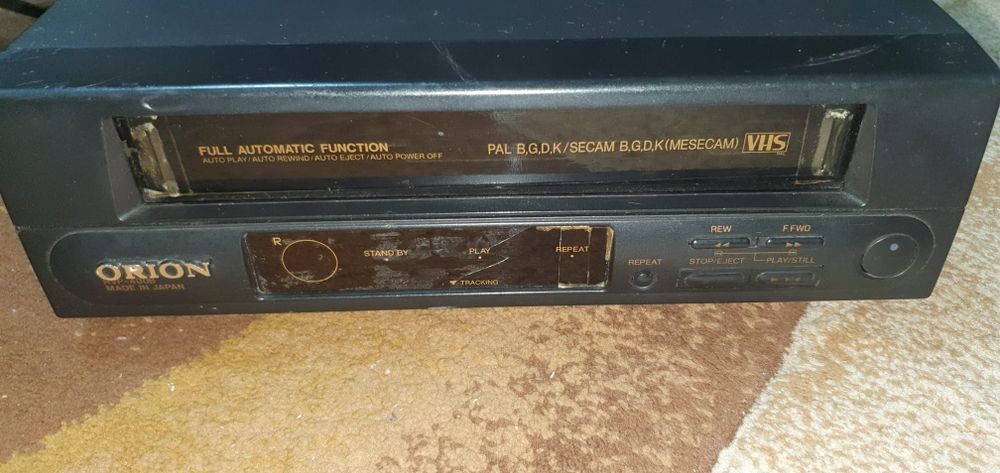 FULL AUTOMATIC FUNCTION
AUTO PLAY/AUTO REWIND/AUTO EJECT/AUTO POWER OFF
PAL B,G,D,K/SECAM B,G,D,K(MESECAM) VHS
R
STAND BY
PLAY
REPEAT
▼ TRACKING
REPEAT
REW
F.FWD
◄◄
►►
STOP/EJECT
PLAY/STILL
ORION
MADE IN JAPAN